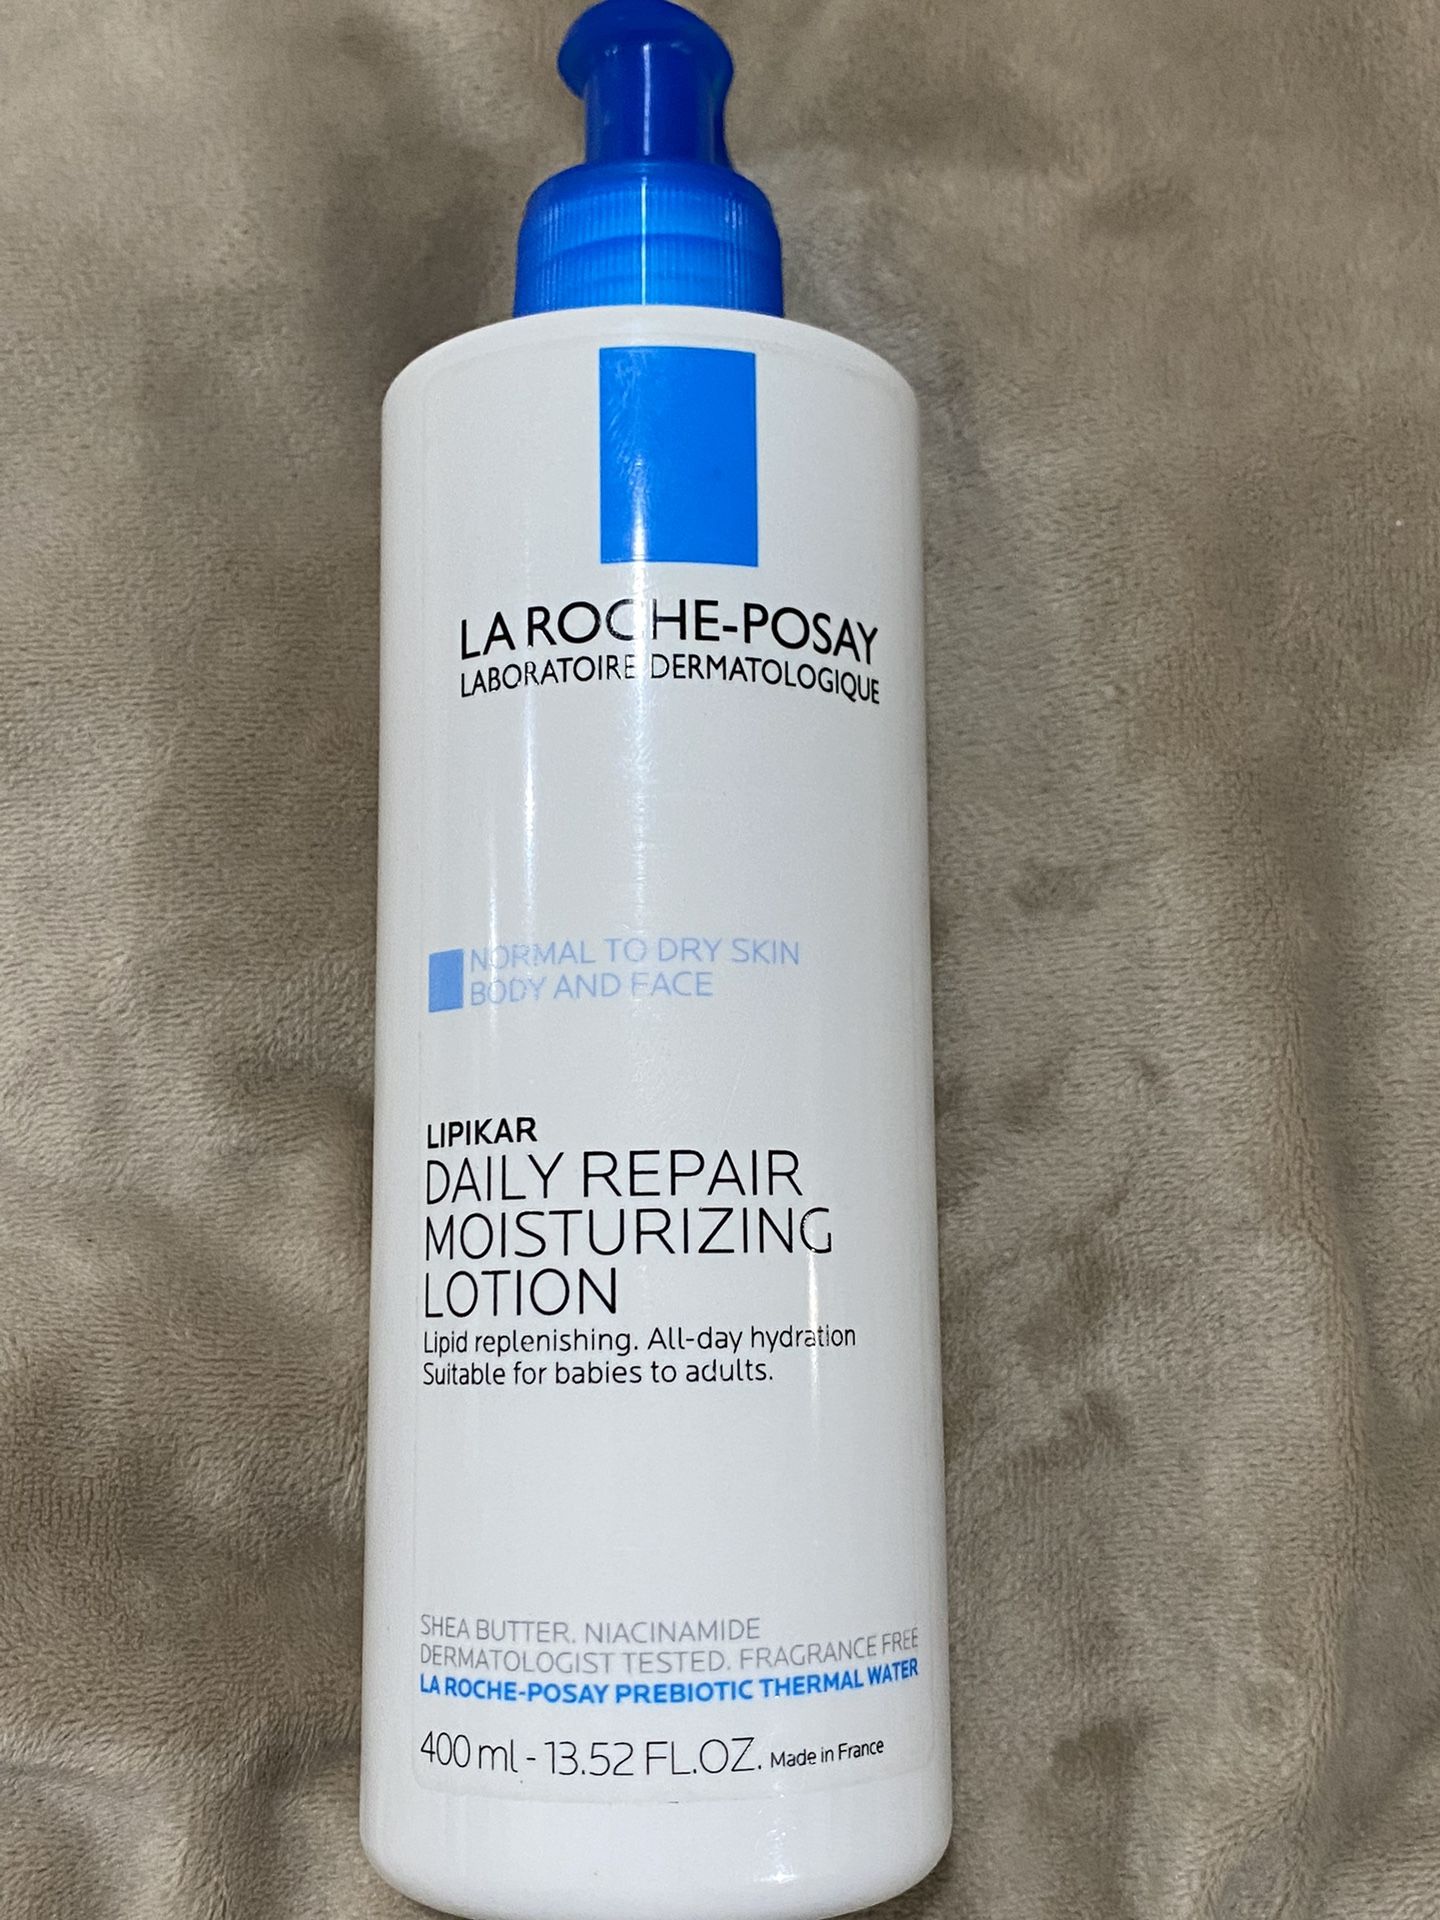 LA ROCHE-POSAY
LABORATOIRE DERMATOLOGIQUE
NORMAL TO DRY SKIN
BODY AND FACE
LIPIKAR
DAILY REPAIR
MOISTURIZING
LOTION
Lipid replenishing. All-day hydration
Suitable for babies to adults.
SHEA BUTTER. NIACINAMIDE
DERMATOLOGIST TESTED. FRAGRANCE FREE
LA ROCHE-POSAY PREBIOTIC THERMAL WATER
400 ml - 13.52 FL.OZ. Made in France